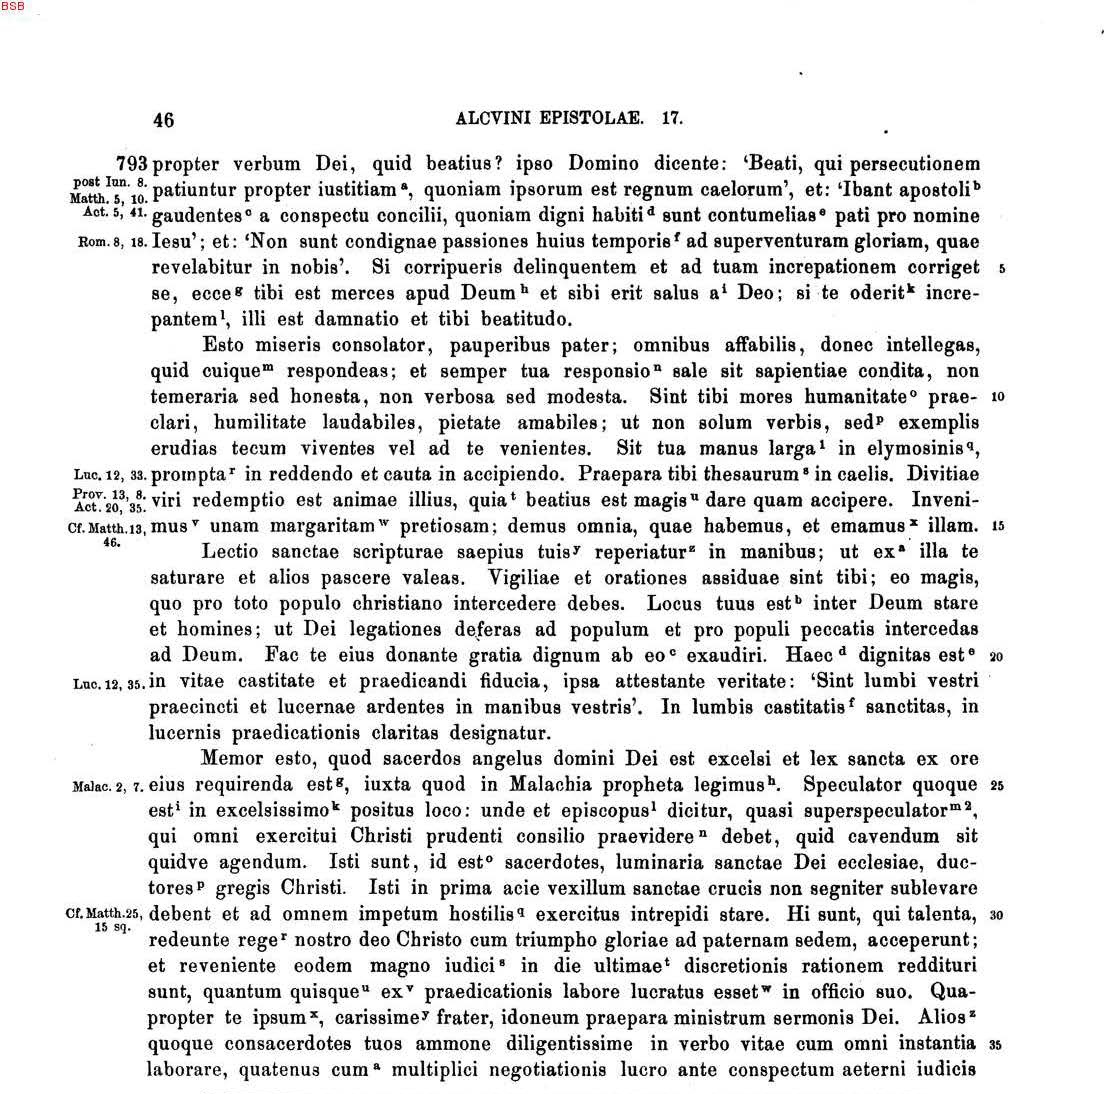 BSB
46 ALCVINI EPISTOLAE. 17.
793 propter verbum Dei, quid beatius? ipso Domino dicente: ‘Beati, qui persecutionem
post Iun. 8. Matth. 5, 10. patiuntur propter iustitiam ᵃ, quoniam ipsorum est regnum caelorum’, et: ‘Ibant apostoli ᵇ
Act. 5, 41. gaudentes ᶜ a conspectu concilii, quoniam digni habiti ᵈ sunt contumelias ᵉ pati pro nomine
Rom. 8, 18. Iesu’; et: ‘Non sunt condignae passiones huius temporis ᶠ ad superventuram gloriam, quae
revelabitur in nobis’. Si corripueris delinquentem et ad tuam increpationem corriget 5
se, ecce ᵍ tibi est merces apud Deum ʰ et sibi erit salus a ⁱ Deo; si te oderit ᵏ incre-
pantem ˡ, illi est damnatio et tibi beatitudo.
Esto miseris consolator, pauperibus pater; omnibus affabilis, donec intellegas,
quid cuique ᵐ respondeas; et semper tua responsio ⁿ sale sit sapientiae condita, non
temeraria sed honesta, non verbosa sed modesta. Sint tibi mores humanitate ᵒ prae- 10
clari, humilitate laudabiles, pietate amabiles; ut non solum verbis, sed ᵖ exemplis
erudias tecum viventes vel ad te venientes. Sit tua manus larga ¹ in elymosinis ᑫ,
Luc. 12, 33. prompta ʳ in reddendo et cauta in accipiendo. Praepara tibi thesaurum ˢ in caelis. Divitiae
Prov. 13, 8. Act. 20, 35. viri redemptio est animae illius, quia ᵗ beatius est magis ᵘ dare quam accipere. Inveni-
Cf. Matth. 13, 46. mus ᵛ unam margaritam ʷ pretiosam; demus omnia, quae habemus, et emamus ˣ illam. 15
Lectio sanctae scripturae saepius tuis ʸ reperiatur ᶻ in manibus; ut ex ᵃ illa te
saturare et alios pascere valeas. Vigiliae et orationes assiduae sint tibi; eo magis,
quo pro toto populo christiano intercedere debes. Locus tuus est ᵇ inter Deum stare
et homines; ut Dei legationes deferas ad populum et pro populi peccatis intercedas
ad Deum. Fac te eius donante gratia dignum ab eo ᶜ exaudiri. Haec ᵈ dignitas est ᵉ 20
Luc. 12, 35. in vitae castitate et praedicandi fiducia, ipsa attestante veritate: ‘Sint lumbi vestri
praecincti et lucernae ardentes in manibus vestris’. In lumbis castitatis ᶠ sanctitas, in
lucernis praedicationis claritas designatur.
Memor esto, quod sacerdos angelus domini Dei est excelsi et lex sancta ex ore
Malac. 2, 7. eius requirenda est ᵍ, iuxta quod in Malachia propheta legimus ʰ. Speculator quoque 25
est ⁱ in excelsissimo ᵏ positus loco: unde et episcopus ˡ dicitur, quasi superspeculator ᵐ ²,
qui omni exercitui Christi prudenti consilio praevidere ⁿ debet, quid cavendum sit
quidve agendum. Isti sunt, id est ᵒ sacerdotes, luminaria sanctae Dei ecclesiae, duc-
tores ᵖ gregis Christi. Isti in prima acie vexillum sanctae crucis non segniter sublevare
Cf. Matth. 25, 15 sq. debent et ad omnem impetum hostilis ᑫ exercitus intrepidi stare. Hi sunt, qui talenta, 30
redeunte rege ʳ nostro deo Christo cum triumpho gloriae ad paternam sedem, acceperunt;
et reveniente eodem magno iudici ˢ in die ultimae ᵗ discretionis rationem reddituri
sunt, quantum quisque ᵘ ex ᵛ praedicationis labore lucratus esset ʷ in officio suo. Qua-
propter te ipsum ˣ, carissime ʸ frater, idoneum praepara ministrum sermonis Dei. Alios ᶻ
quoque consacerdotes tuos ammone diligentissime in verbo vitae cum omni instantia 35
laborare, quatenus cum ᵃ multiplici negotiationis lucro ante conspectum aeterni iudicis